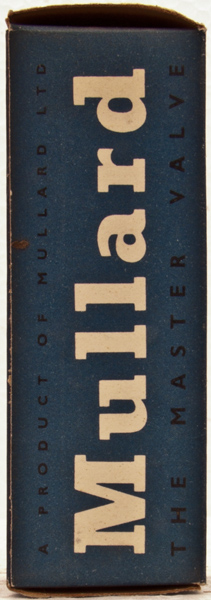 A PRODUCT OF MULLARD LTD
Mullard
THE MASTER VALVE